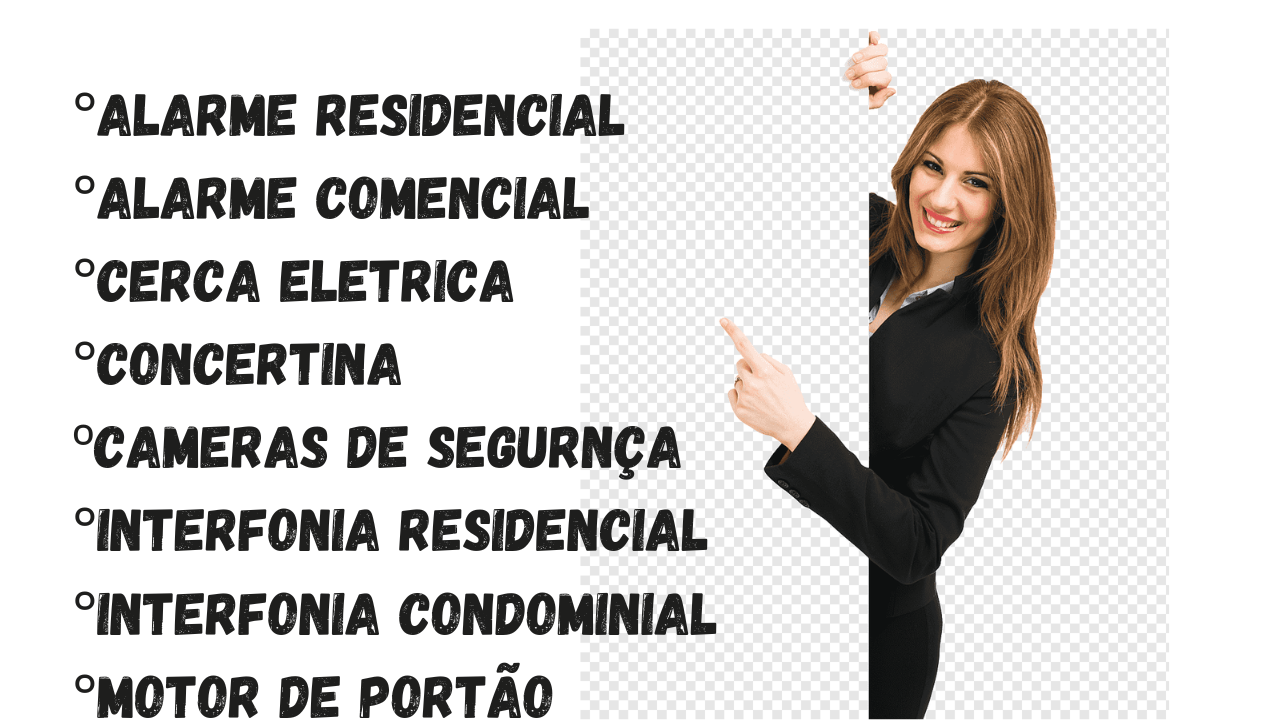 °ALARME RESIDENCIAL
°ALARME COMENCIAL
°CERCA ELETRICA
°CONCERTINA
°CAMERAS DE SEGURNÇA
°INTERFONIA RESIDENCIAL
°INTERFONIA CONDOMINIAL
°MOTOR DE PORTÃO